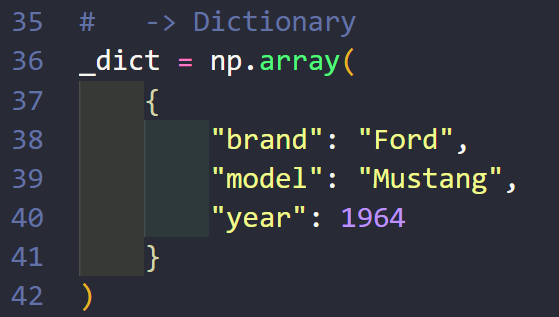 35 #   -> Dictionary
36 _dict = np.array(
37     {
38         "brand": "Ford",
39         "model": "Mustang",
40         "year": 1964
41     }
42 )